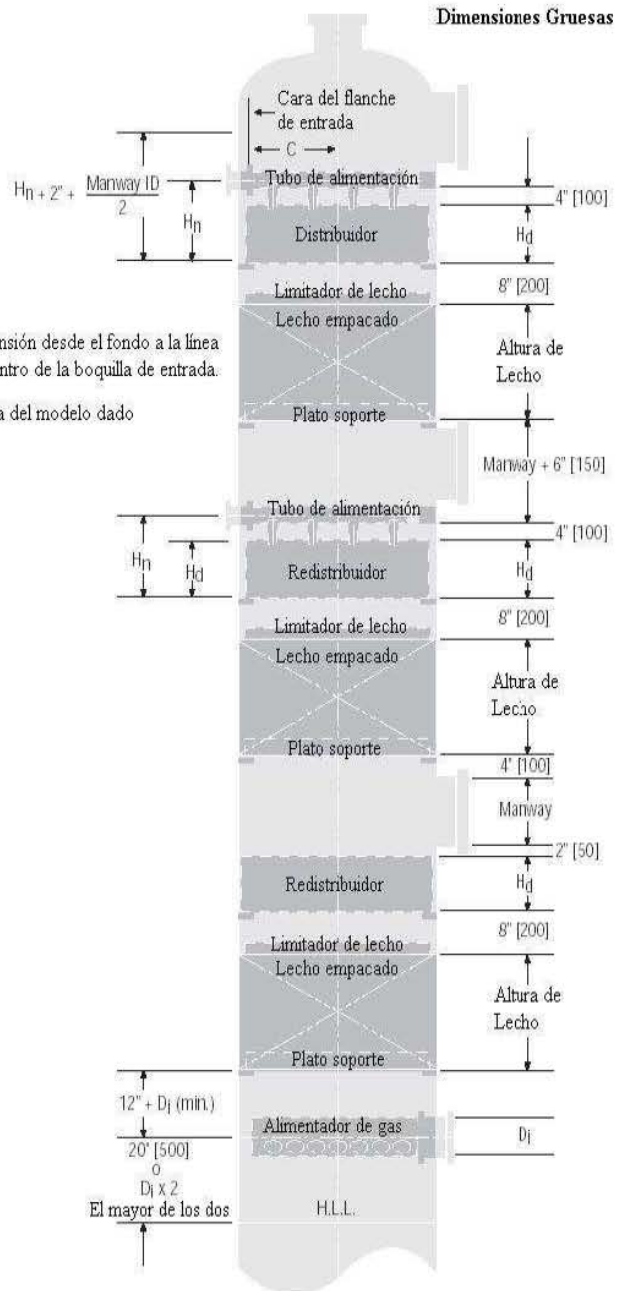 Dimensiones Gruesas
Cara del flanche
de entrada
C
Hn + 2" + Manway ID
2
Hn
Tubo de alimentación
4" [100]
Distribuidor
Hd
Limitador de lecho
8" [200]
Lecho empacado
nsión desde el fondo a la línea
ntro de la boquilla de entrada.
Altura de
Lecho
a del modelo dado
Plato soporte
Manway + 6" [150]
Tubo de alimentación
4" [100]
Hn
Hd
Redistribuidor
Hd
Limitador de lecho
8" [200]
Lecho empacado
Altura de
Lecho
Plato soporte
4' [100]
Manway
2" [50]
Redistribuidor
Hd
Limitador de lecho
8" [200]
Lecho empacado
Altura de
Lecho
Plato soporte
12" + Di (min.)
Alimentador de gas
Di
20' [500]
o
Di x 2
El mayor de los dos
H.L.L.